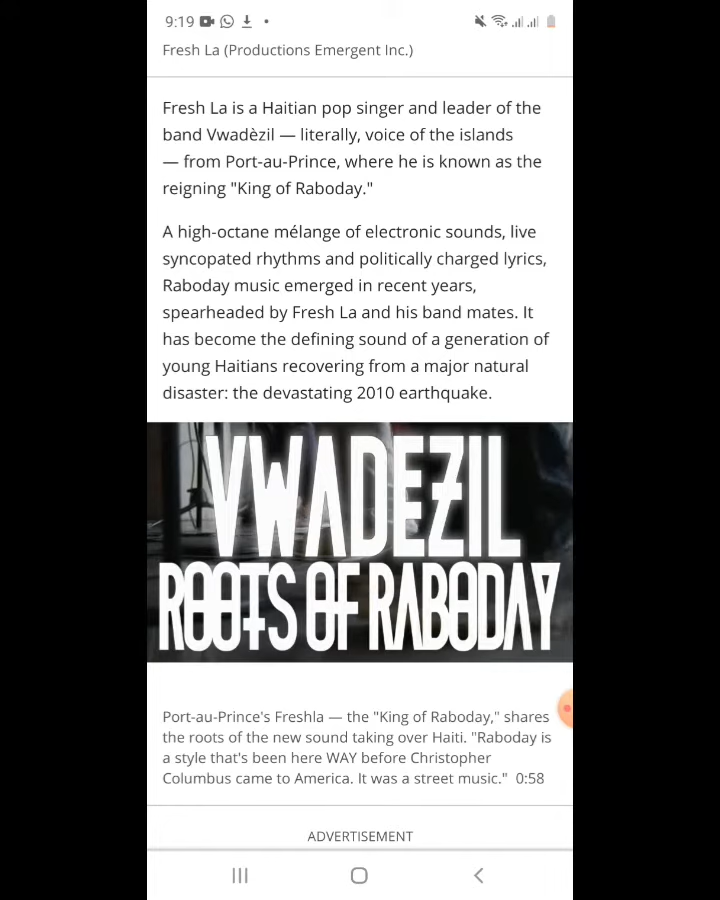 9:19
Fresh La (Productions Emergent Inc.)
Fresh La is a Haitian pop singer and leader of the
band Vwadèzil — literally, voice of the islands
— from Port-au-Prince, where he is known as the
reigning "King of Raboday."
A high-octane mélange of electronic sounds, live
syncopated rhythms and politically charged lyrics,
Raboday music emerged in recent years,
spearheaded by Fresh La and his band mates. It
has become the defining sound of a generation of
young Haitians recovering from a major natural
disaster: the devastating 2010 earthquake.
VWADEZIL
ROOTS OF RABODAY
Port-au-Prince's Freshla — the "King of Raboday," shares
the roots of the new sound taking over Haiti. "Raboday is
a style that's been here WAY before Christopher
Columbus came to America. It was a street music." 0:58
ADVERTISEMENT